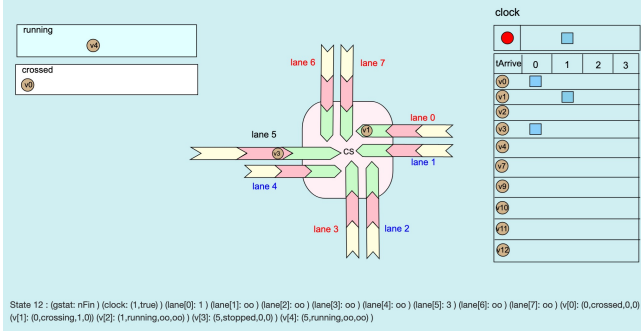 clock
running
v4
crossed
v0
lane 6
lane 7
tArrive 0 1 2 3
v0
v1
v2
v3
v4
v7
v9
v10
v11
v12
lane 0
v1
lane 5
v3
CS
lane 1
lane 4
lane 3
lane 2
State 12 : (gstat: nFin ) (clock: (1,true) ) (lane[0]: 1 ) (lane[1]: oo ) (lane[2]: oo ) (lane[3]: oo ) (lane[4]: oo ) (lane[5]: 3 ) (lane[6]: oo ) (lane[7]: oo ) (v[0]: (0,crossed,0,0)
(v[1]: (0,crossing,1,0)) (v[2]: (1,running,oo,oo) ) (v[3]: (5,stopped,0,0) ) (v[4]: (5,running,oo,oo) )